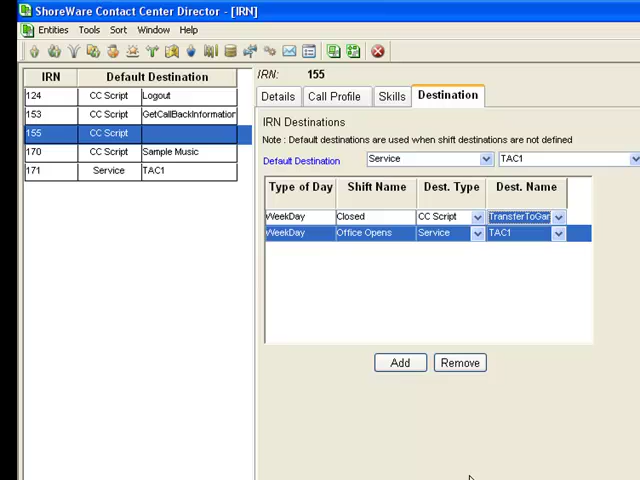 ShoreWare Contact Center Director - [IRN]
Entities Tools Sort Window Help
IRN Default Destination
124 CC Script Logout
153 CC Script GetCallBackInformation
155 CC Script
170 CC Script Sample Music
171 Service TAC1
IRN: 155
Details Call Profile Skills Destination
IRN Destinations
Note : Default destinations are used when shift destinations are not defined
Default Destination Service TAC1
Type of Day Shift Name Dest. Type Dest. Name
WeekDay Closed CC Script TransferToGar
WeekDay Office Opens Service TAC1
Add Remove